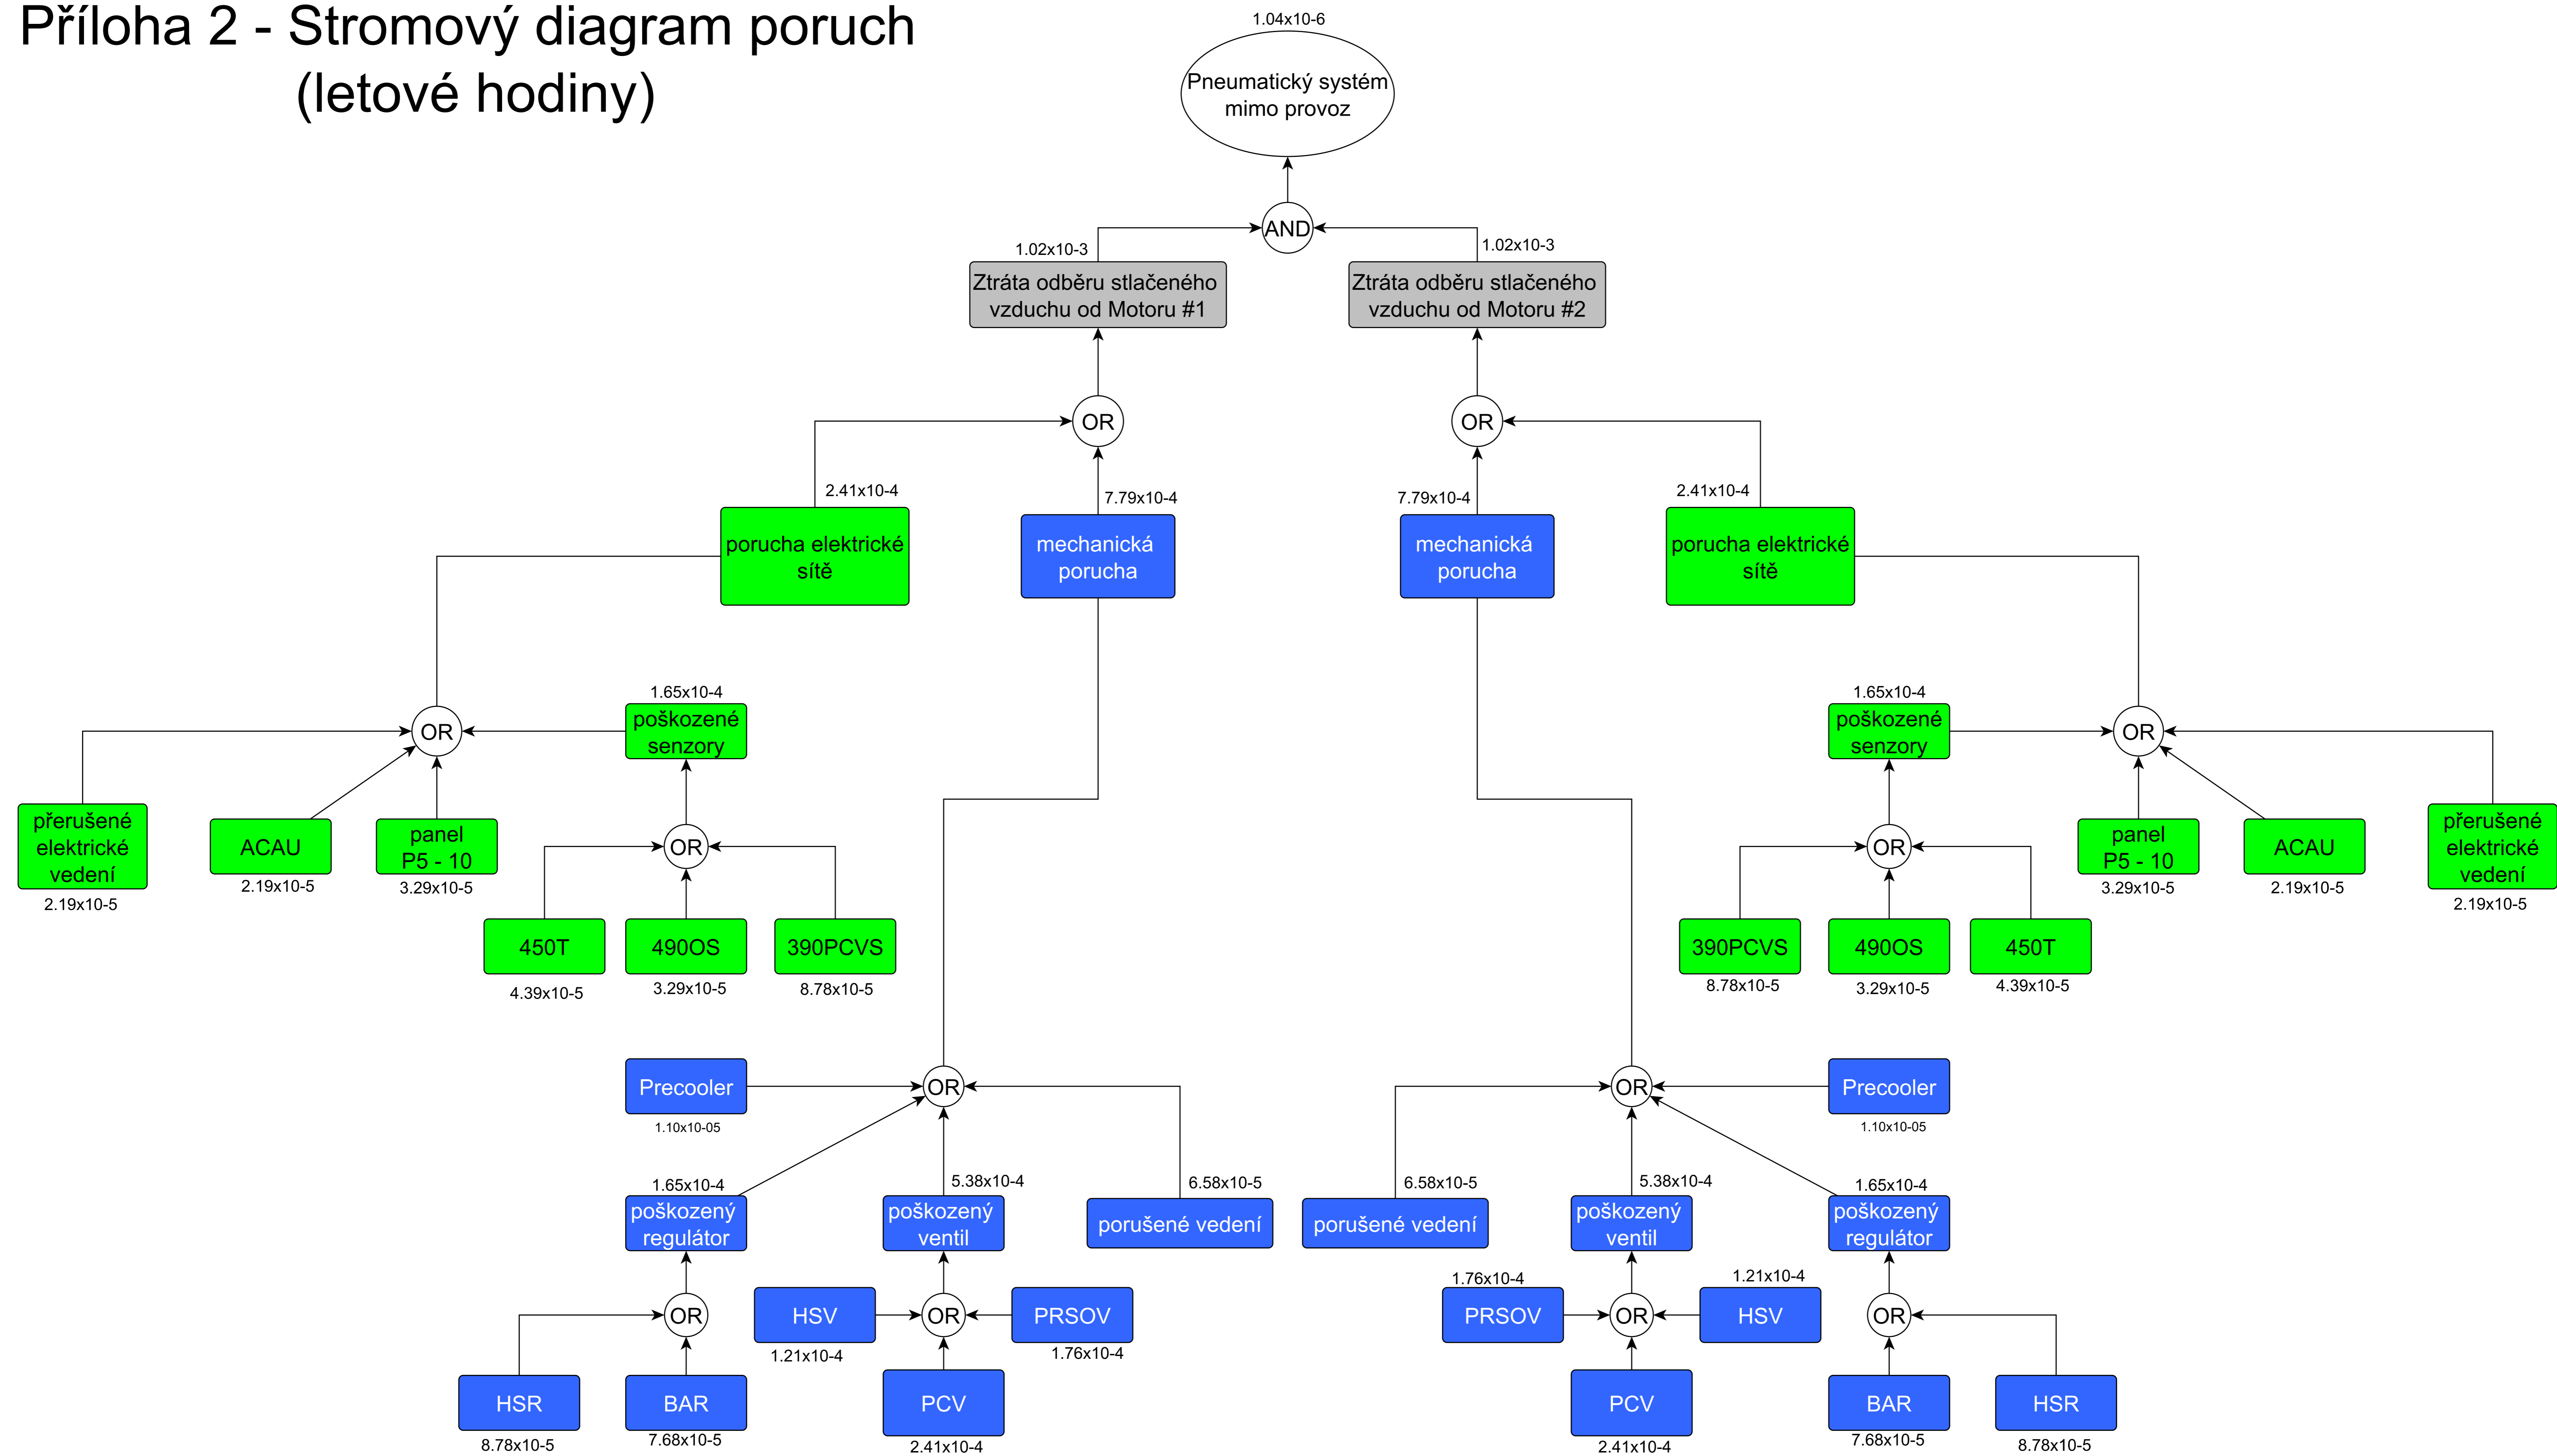 Příloha 2 - Stromový diagram poruch
(letové hodiny)
1.04x10-6
Pneumatický systém
mimo provoz
AND
1.02x10-3
1.02x10-3
Ztráta odběru stlačeného
vzduchu od Motoru #1
Ztráta odběru stlačeného
vzduchu od Motoru #2
OR
OR
2.41x10-4
7.79x10-4
7.79x10-4
2.41x10-4
porucha elektrické
sítě
mechanická
porucha
mechanická
porucha
porucha elektrické
sítě
1.65x10-4
1.65x10-4
OR
poškozené
senzory
poškozené
senzory
OR
přerušené
elektrické
vedení
ACAU
panel
P5 - 10
OR
OR
panel
P5 - 10
ACAU
přerušené
elektrické
vedení
2.19x10-5
2.19x10-5
3.29x10-5
3.29x10-5
2.19x10-5
2.19x10-5
450T
490OS
390PCVS
390PCVS
490OS
450T
4.39x10-5
3.29x10-5
8.78x10-5
8.78x10-5
3.29x10-5
4.39x10-5
Precooler
OR
OR
Precooler
1.10x10-05
1.10x10-05
1.65x10-4
5.38x10-4
6.58x10-5
6.58x10-5
5.38x10-4
1.65x10-4
poškozený
regulátor
poškozený
ventil
porušené vedení
porušené vedení
poškozený
ventil
poškozený
regulátor
1.76x10-4
1.21x10-4
OR
HSV
OR
PRSOV
PRSOV
OR
HSV
OR
1.21x10-4
1.76x10-4
HSR
BAR
PCV
PCV
BAR
HSR
8.78x10-5
7.68x10-5
2.41x10-4
2.41x10-4
7.68x10-5
8.78x10-5